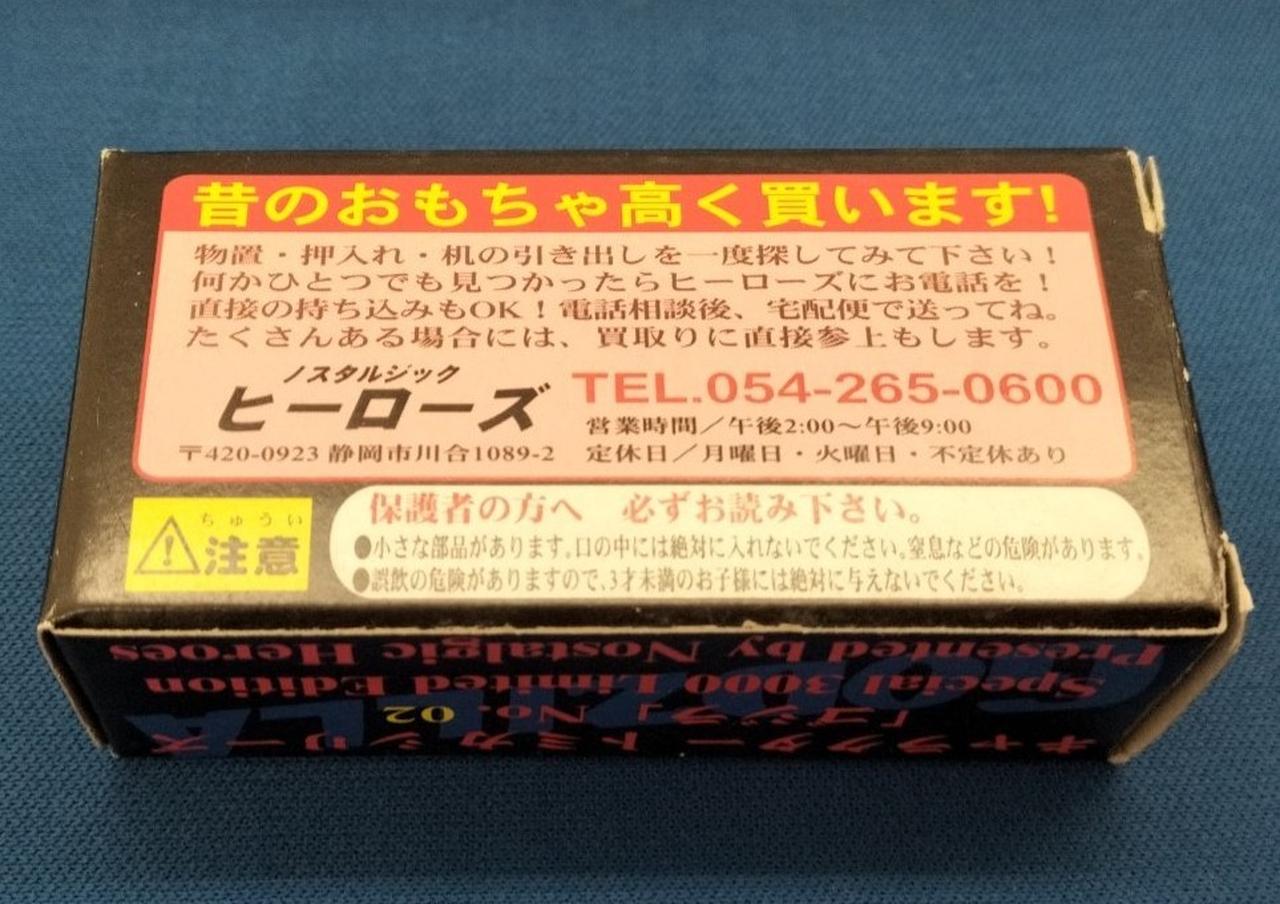 昔のおもちゃ高く買います!
物置・押入れ・机の引き出しを一度探してみて下さい!
何かひとつでも見つかったらヒーローズにお電話を!
直接の持ち込みもOK!電話相談後、宅配便で送ってね。
たくさんある場合には、買取りに直接参上もします。
ノスタルジック
ヒーローズ
TEL.054-265-0600
営業時間/午後2:00〜午後9:00
〒420-0923 静岡市川合1089-2
定休日/月曜日・火曜日・不定休あり
ちゅうい
注意
保護者の方へ 必ずお読み下さい。
●小さな部品があります。口の中には絶対に入れないでください。窒息などの危険があります。
●誤飲の危険がありますので、3才未満のお子様には絶対に与えないでください。
キャラクタートミカシリーズ
「ゴジラ」No. 02
Special 3000 Limited Edition
Presented by Nostalgic Heroes
GODZILLA